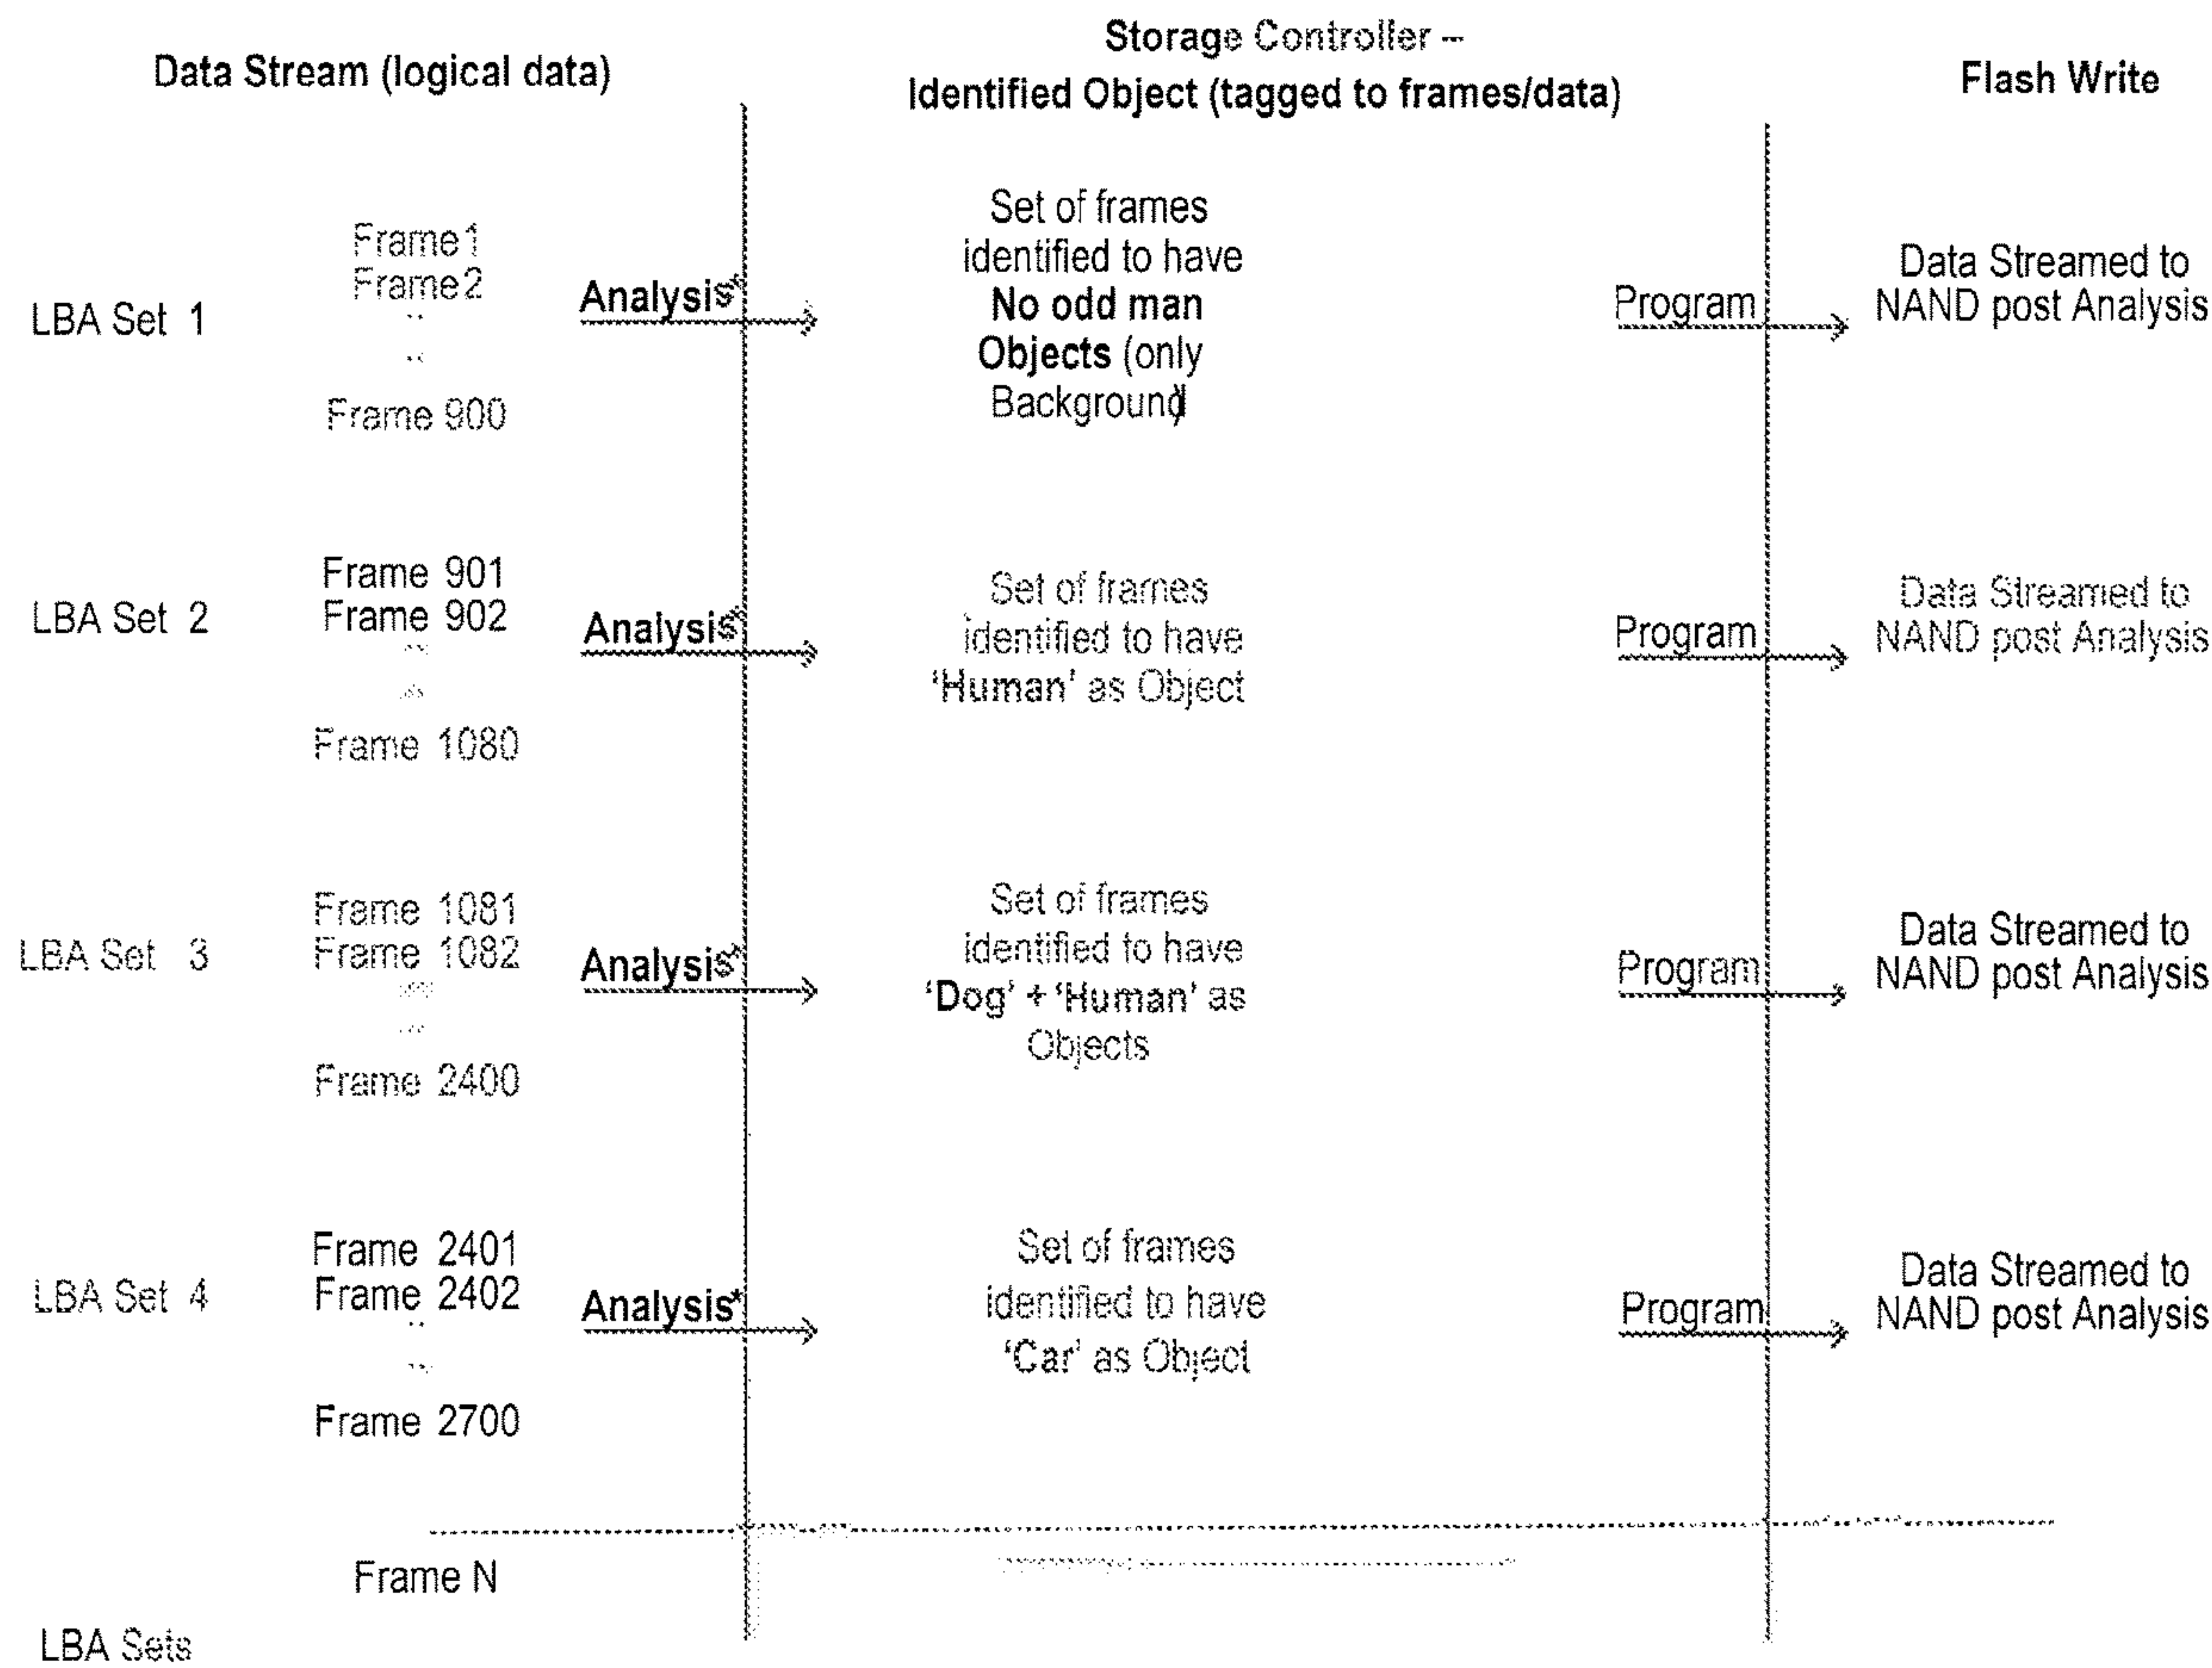 Data Stream (logical data)
Storage Controller –
Identified Object (tagged to frames/data)
Flash Write
LBA Set 1
Frame1
Frame2
..
..
Frame 900
Analysis*
Set of frames
identified to have
No odd man
Objects (only
Background)
Program
Data Streamed to
NAND post Analysis
LBA Set 2
Frame 901
Frame 902
Frame 1080
Analysis*
Set of frames
identified to have
‘Human’ as Object
Program
Data Streamed to
NAND post Analysis
LBA Set 3
Frame 1081
Frame 1082
Frame 2400
Analysis*
Set of frames
identified to have
‘Dog’ + ‘Human’ as
Objects
Program
Data Streamed to
NAND post Analysis
LBA Set 4
Frame 2401
Frame 2402
..
Frame 2700
Analysis*
Set of frames
identified to have
‘Car’ as Object
Program
Data Streamed to
NAND post Analysis
Frame N
LBA Sets